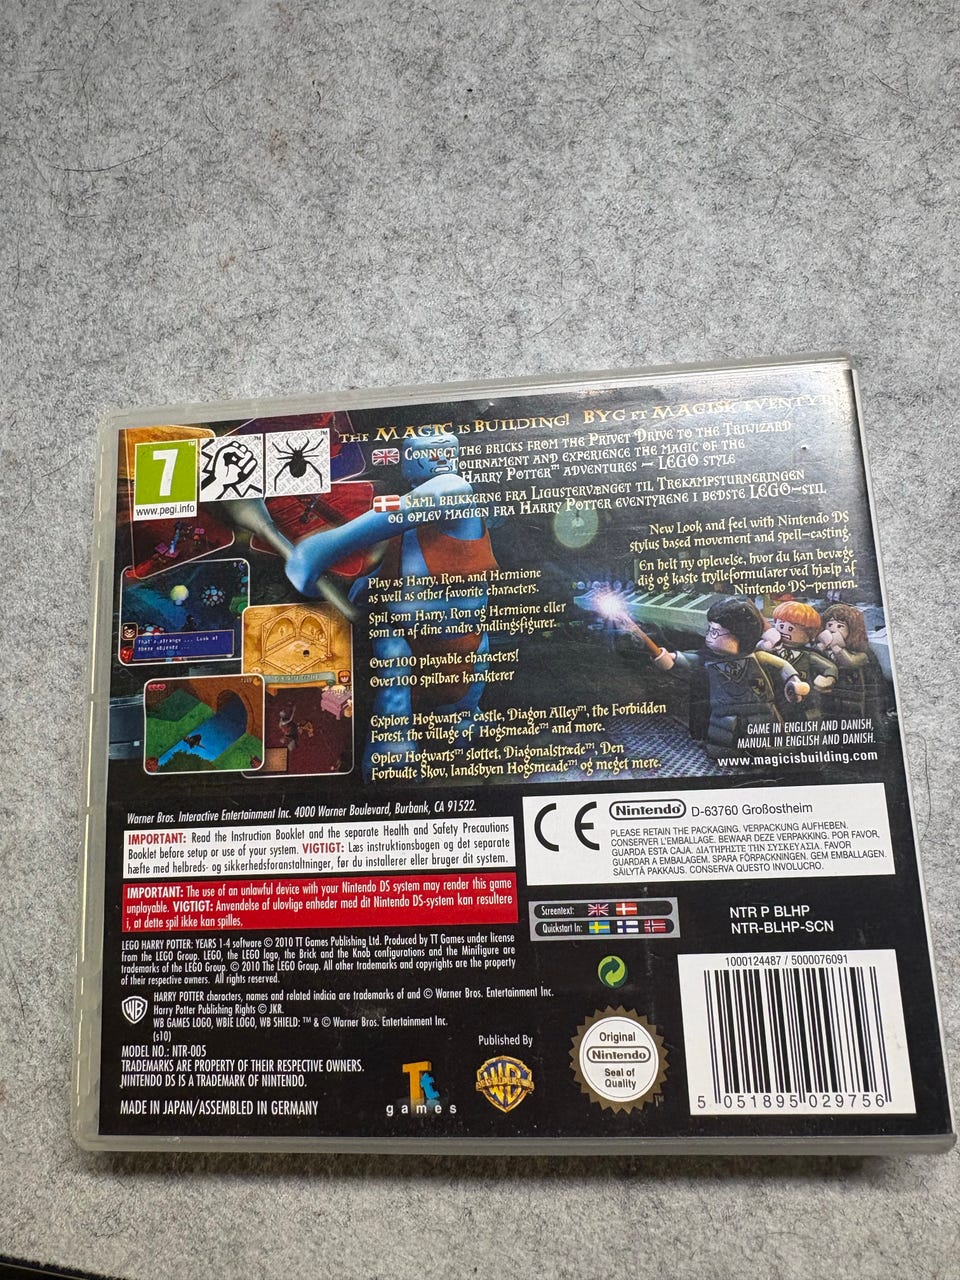 THE MAGIC IS BUILDING! BYG ET MAGISK EVENTYR
7
www.pegi.info
CONNECT THE BRICKS FROM THE PRIVET DRIVE TO THE TRIWIZARD
TOURNAMENT AND EXPERIENCE THE MAGIC OF THE
HARRY POTTER™ ADVENTURES – LEGO STYLE
SAML BRIKKERNE FRA LIGUSTERVÆNGET TIL TREKAMPSTURNERINGEN
OG OPLEV MAGIEN FRA HARRY POTTER EVENTYRENE I BEDSTE LEGO–STIL
New Look and feel with Nintendo DS
stylus based movement and spell–casting.
En helt ny oplevelse, hvor du kan bevæge
dig og kaste trylleformularer ved hjælp af
Nintendo DS–pennen.
Play as Harry, Ron, and Hermione
as well as other favorite characters.
Spil som Harry, Ron og Hermione eller
som en af dine andre yndlingsfigurer.
That's strange ... Look at
these objects ...
Over 100 playable characters!
Over 100 spilbare karakterer
Explore Hogwarts™ castle, Diagon Alley™, the Forbidden
Forest, the village of Hogsmeade™ and more.
Oplev Hogwarts™ slottet, Diagonalstræde™, Den
Forbudte Skov, landsbyen Hogsmeade™ og meget mere.
GAME IN ENGLISH AND DANISH,
MANUAL IN ENGLISH AND DANISH.
www.magicisbuilding.com
Warner Bros. Interactive Entertainment Inc. 4000 Warner Boulevard, Burbank, CA 91522.
IMPORTANT: Read the Instruction Booklet and the separate Health and Safety Precautions
Booklet before setup or use of your system. VIGTIGT: Læs instruktionsbogen og det separate
hæfte med helbreds- og sikkerhedsforanstaltninger, før du installerer eller bruger dit system.
IMPORTANT: The use of an unlawful device with your Nintendo DS system may render this game
unplayable. VIGTIGT: Anvendelse af ulovlige enheder med dit Nintendo DS-system kan resultere
i, at dette spil ikke kan spilles.
CE
Nintendo D-63760 Großostheim
PLEASE RETAIN THE PACKAGING. VERPACKUNG AUFHEBEN.
CONSERVER L'EMBALLAGE. BEWAAR DEZE VERPAKKING. POR FAVOR,
GUARDA ESTA CAJA. ΔΙΑΤΗΡΗΣΤΕ ΤΗΝ ΣΥΣΚΕΥΑΣΙΑ. FAVOR
GUARDAR A EMBALAGEM. SPARA FÖRPACKNINGEN. GEM EMBALLAGEN.
SÄILYTÄ PAKKAUS. CONSERVA QUESTO INVOLUCRO.
Screentext:
Quickstart In:
NTR P BLHP
NTR-BLHP-SCN
LEGO HARRY POTTER: YEARS 1-4 software © 2010 TT Games Publishing Ltd. Produced by TT Games under license
from the LEGO Group. LEGO, the LEGO logo, the Brick and the Knob configurations and the Minifigure are
trademarks of the LEGO Group. © 2010 The LEGO Group. All other trademarks and copyrights are the property
of their respective owners. All rights reserved.
WB
HARRY POTTER characters, names and related indicia are trademarks of and © Warner Bros. Entertainment Inc.
Harry Potter Publishing Rights © JKR.
WB GAMES LOGO, WBIE LOGO, WB SHIELD: ™ & © Warner Bros. Entertainment Inc.
(s10)
MODEL NO.: NTR-005
TRADEMARKS ARE PROPERTY OF THEIR RESPECTIVE OWNERS.
NINTENDO DS IS A TRADEMARK OF NINTENDO.
MADE IN JAPAN/ASSEMBLED IN GERMANY
TT
games
Published By
WB
Original
Nintendo
Seal of
Quality
1000124487 / 5000076091
5 051895 029756